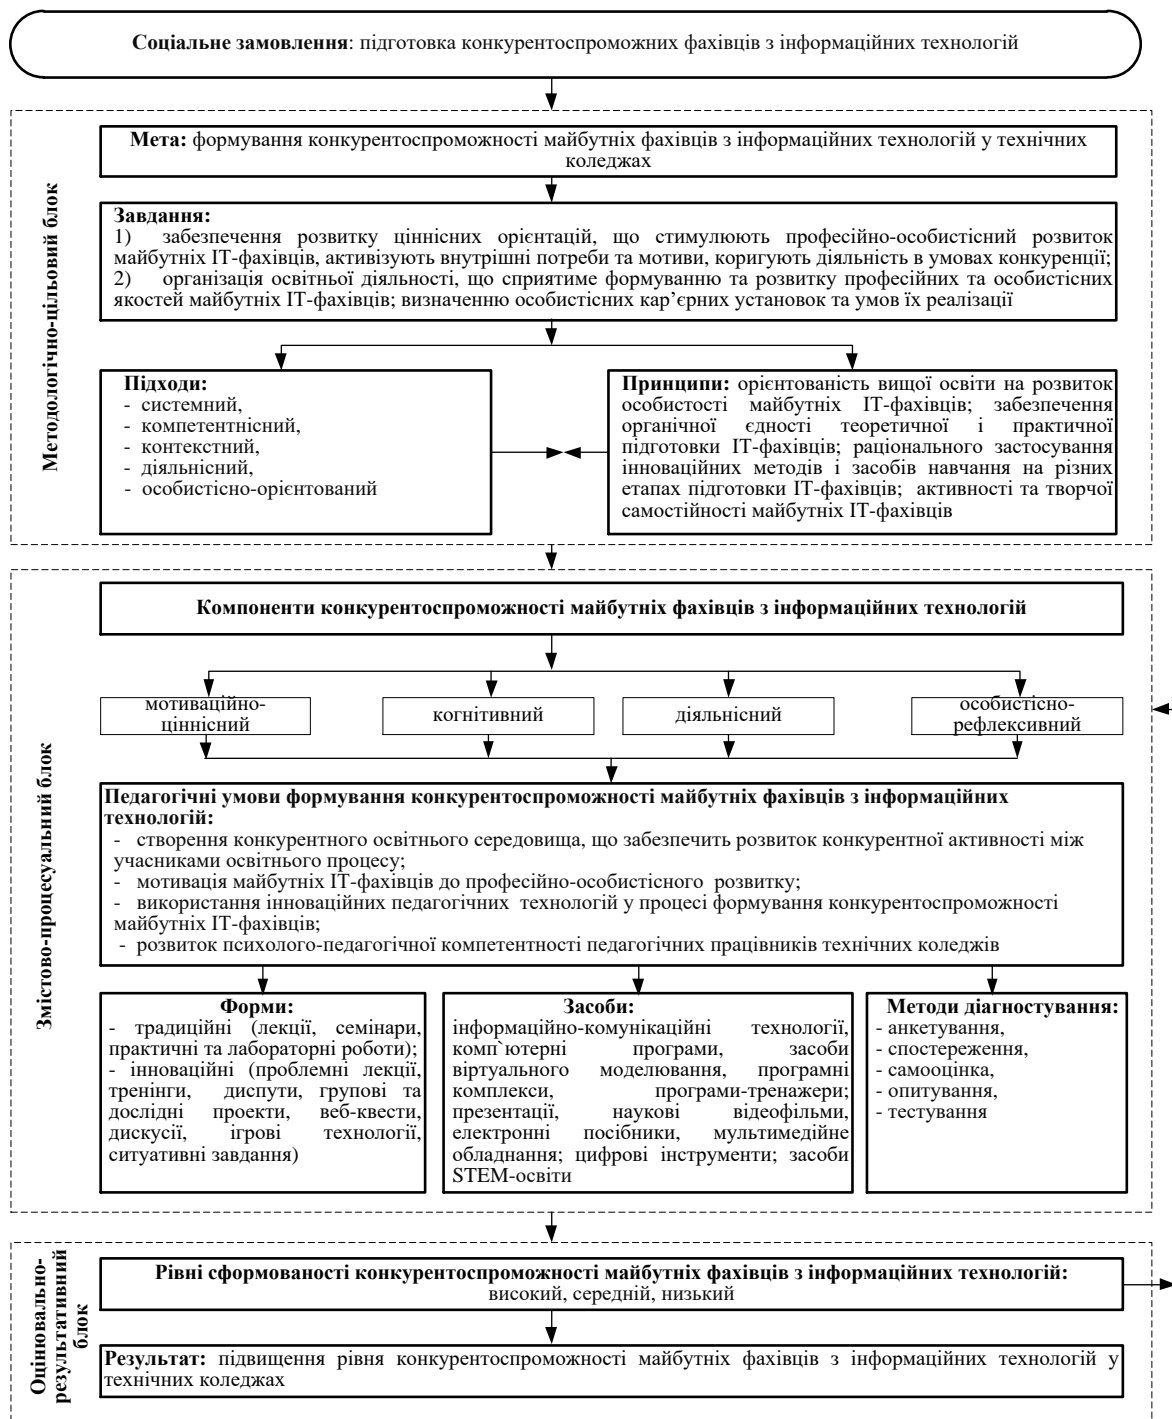 Соціальне замовлення: підготовка конкурентоспроможних фахівців з інформаційних технологій
Методологічно-цільовий блок
Мета: формування конкурентоспроможності майбутніх фахівців з інформаційних технологій у технічних
коледжах
Завдання:
1) забезпечення розвитку ціннісних орієнтацій, що стимулюють професійно-особистісний розвиток
майбутніх ІТ-фахівців, активізують внутрішні потреби та мотиви, коригують діяльність в умовах конкуренції;
2) організація освітньої діяльності, що сприятиме формуванню та розвитку професійних та особистісних
якостей майбутніх ІТ-фахівців; визначенню особистісних кар’єрних установок та умов їх реалізації
Підходи:
- системний,
- компетентнісний,
- контекстний,
- діяльнісний,
- особистісно-орієнтований
Принципи: орієнтованість вищої освіти на розвиток
особистості майбутніх ІТ-фахівців; забезпечення
органічної єдності теоретичної і практичної
підготовки ІТ-фахівців; раціонального застосування
інноваційних методів і засобів навчання на різних
етапах підготовки ІТ-фахівців; активності та творчої
самостійності майбутніх ІТ-фахівців
Змістово-процесуальний блок
Компоненти конкурентоспроможності майбутніх фахівців з інформаційних технологій
мотиваційно-
ціннісний
когнітивний
діяльнісний
особистісно-
рефлексивний
Педагогічні умови формування конкурентоспроможності майбутніх фахівців з інформаційних
технологій:
- створення конкурентного освітнього середовища, що забезпечить розвиток конкурентної активності між
учасниками освітнього процесу;
- мотивація майбутніх ІТ-фахівців до професійно-особистісного розвитку;
- використання інноваційних педагогічних технологій у процесі формування конкурентоспроможності
майбутніх ІТ-фахівців;
- розвиток психолого-педагогічної компетентності педагогічних працівників технічних коледжів
Форми:
- традиційні (лекції, семінари,
практичні та лабораторні роботи);
- інноваційні (проблемні лекції,
тренінги, диспути, групові та
дослідні проекти, веб-квести,
дискусії, ігрові технології,
ситуативні завдання)
Засоби:
інформаційно-комунікаційні технології,
комп`ютерні програми, засоби
віртуального моделювання, програмні
комплекси, програми-тренажери;
презентації, наукові відеофільми,
електронні посібники, мультимедійне
обладнання; цифрові інструменти; засоби
STEM-освіти
Методи діагностування:
- анкетування,
- спостереження,
- самооцінка,
- опитування,
- тестування
Оцінювально-
результативний
блок
Рівні сформованості конкурентоспроможності майбутніх фахівців з інформаційних технологій:
високий, середній, низький
Результат: підвищення рівня конкурентоспроможності майбутніх фахівців з інформаційних технологій у
технічних коледжах